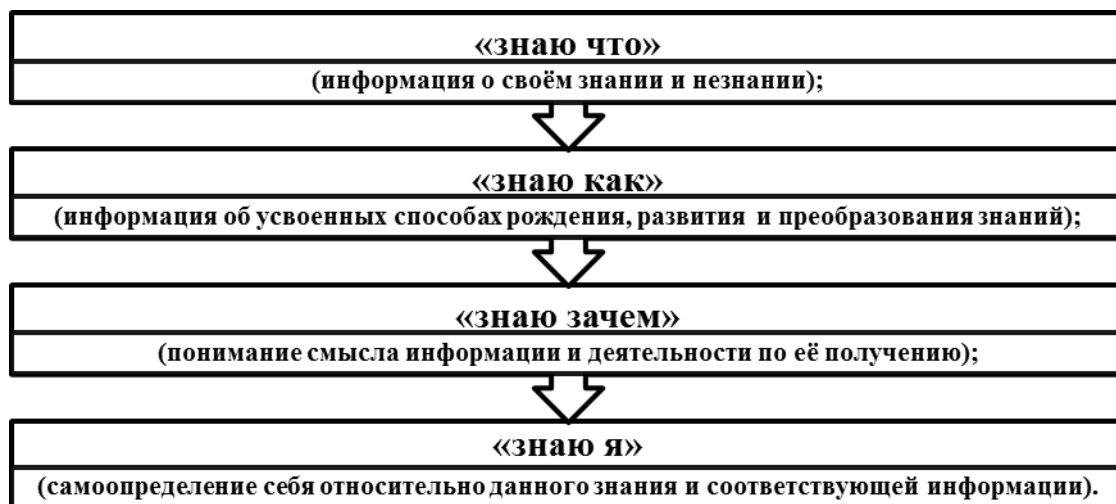 «знаю что»
(информация о своём знании и незнании);
«знаю как»
(информация об усвоенных способах рождения, развития и преобразования знаний);
«знаю зачем»
(понимание смысла информации и деятельности по её получению);
«знаю я»
(самоопределение себя относительно данного знания и соответствующей информации).